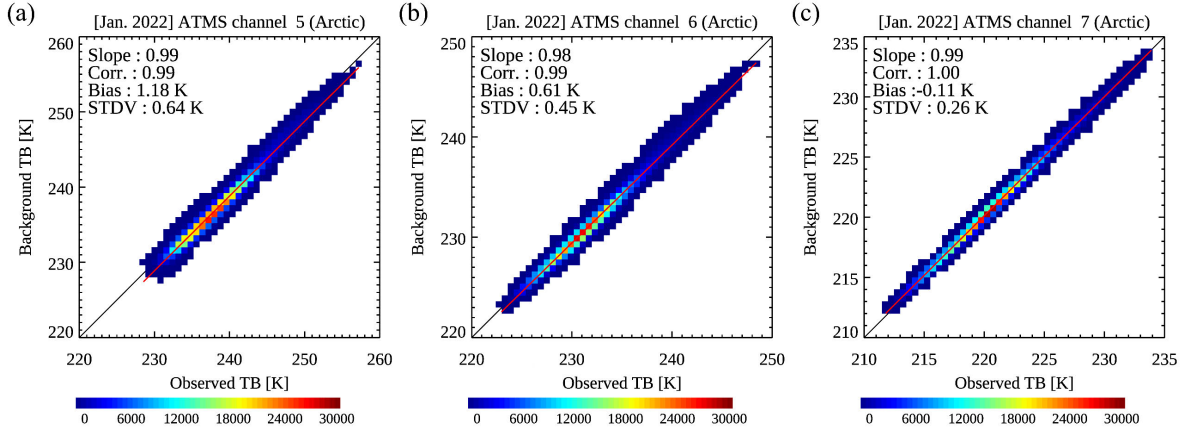 (a)
[Jan. 2022] ATMS channel 5 (Arctic)
Slope : 0.99
Corr. : 0.99
Bias : 1.18 K
STDV : 0.64 K
Background TB [K]
260
250
240
230
220
220 230 240 250 260
Observed TB [K]
0 6000 12000 18000 24000 30000
(b)
[Jan. 2022] ATMS channel 6 (Arctic)
Slope : 0.98
Corr. : 0.99
Bias : 0.61 K
STDV : 0.45 K
Background TB [K]
250
240
230
220
220 230 240 250
Observed TB [K]
0 6000 12000 18000 24000 30000
(c)
[Jan. 2022] ATMS channel 7 (Arctic)
Slope : 0.99
Corr. : 1.00
Bias :-0.11 K
STDV : 0.26 K
Background TB [K]
235
230
225
220
215
210
210 215 220 225 230 235
Observed TB [K]
0 6000 12000 18000 24000 30000